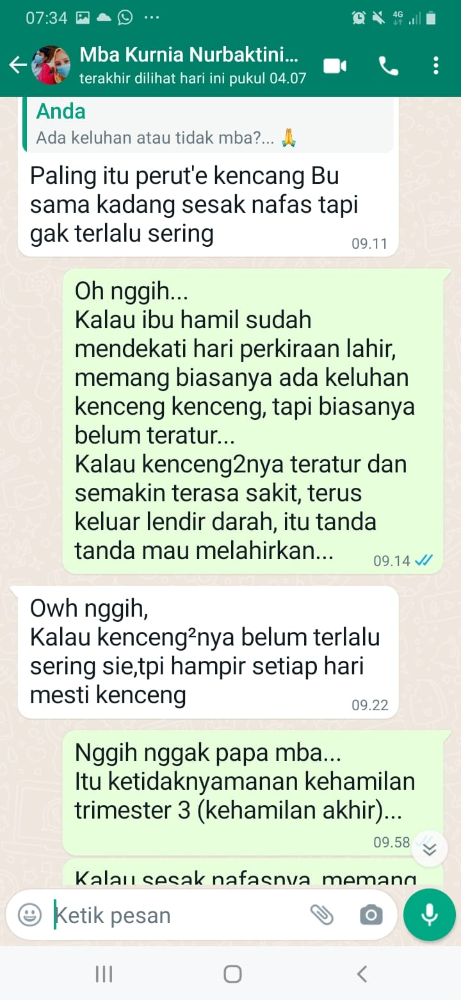 07:34
4G
Mba Kurnia Nurbaktini...
terakhir dilihat hari ini pukul 04.07
Anda
Ada keluhan atau tidak mba?... 🙏
Paling itu perut'e kencang Bu
sama kadang sesak nafas tapi
gak terlalu sering
09.11
Oh nggih...
Kalau ibu hamil sudah
mendekati hari perkiraan lahir,
memang biasanya ada keluhan
kenceng kenceng, tapi biasanya
belum teratur...
Kalau kenceng2nya teratur dan
semakin terasa sakit, terus
keluar lendir darah, itu tanda
tanda mau melahirkan...
09.14
Owh nggih,
Kalau kenceng²nya belum terlalu
sering sie,tpi hampir setiap hari
mesti kenceng
09.22
Nggih nggak papa mba...
Itu ketidaknyamanan kehamilan
trimester 3 (kehamilan akhir)...
09.58
Kalau sesak nafasnya, memang
Ketik pesan